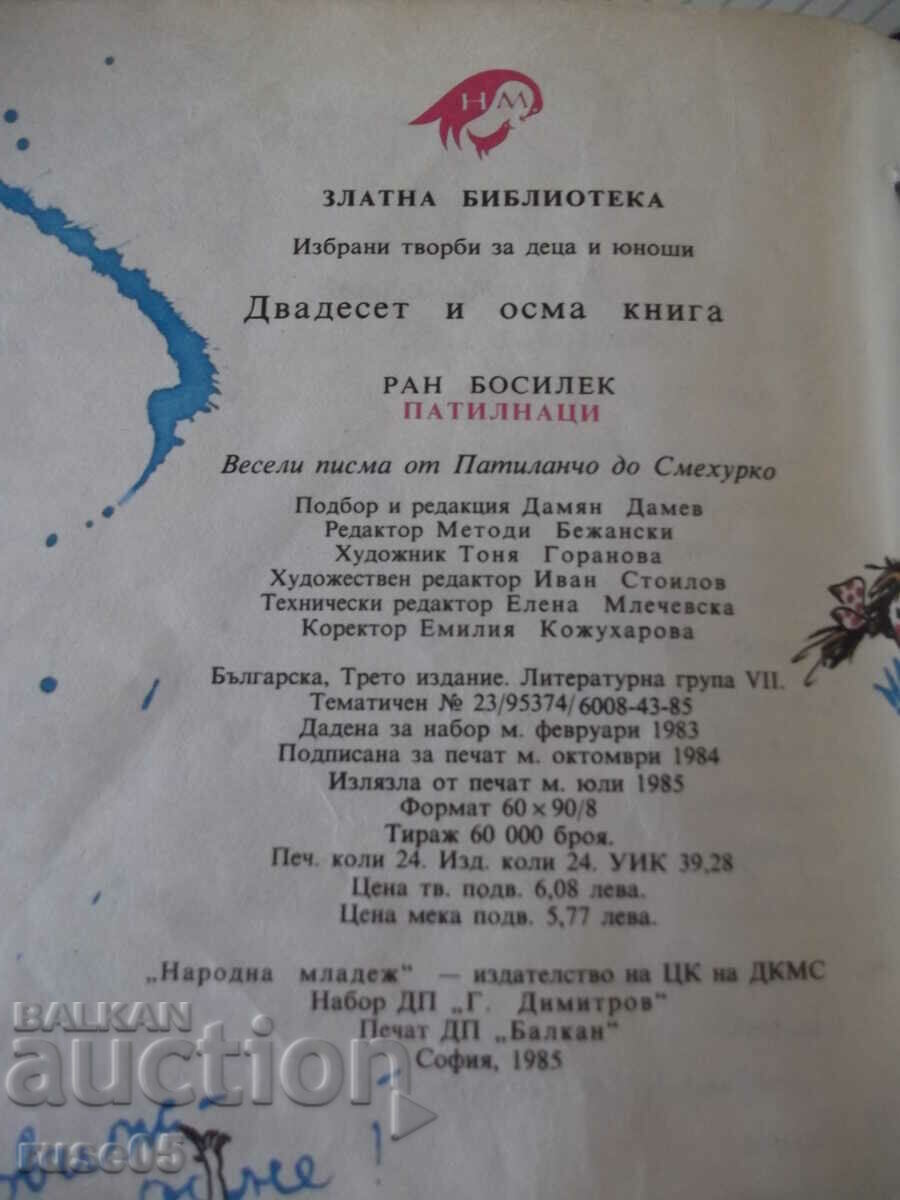 НМ
ЗЛАТНА БИБЛИОТЕКА
Избрани творби за деца и юноши
Двадесет и осма книга
РАН БОСИЛЕК
ПАТИЛНАЦИ
Весели писма от Патиланчо до Смехурко
Подбор и редакция Дамян Дамев
Редактор Методи Бежански
Художник Тоня Горанова
Художествен редактор Иван Стоилов
Технически редактор Елена Млечевска
Коректор Емилия Кожухарова
Българска, Трето издание. Литературна група VII.
Тематичен № 23/95374/6008-43-85
Дадена за набор м. февруари 1983
Подписана за печат м. октомври 1984
Излязла от печат м. юли 1985
Формат 60×90/8
Тираж 60 000 броя.
Печ. коли 24. Изд. коли 24. УИК 39,28
Цена тв. подв. 6,08 лева.
Цена мека подв. 5,77 лева.
„Народна младеж“ — издателство на ЦК на ДКМС
Набор ДП „Г. Димитров“
Печат ДП „Балкан“
София, 1985
BALKAN
auction
ruse05